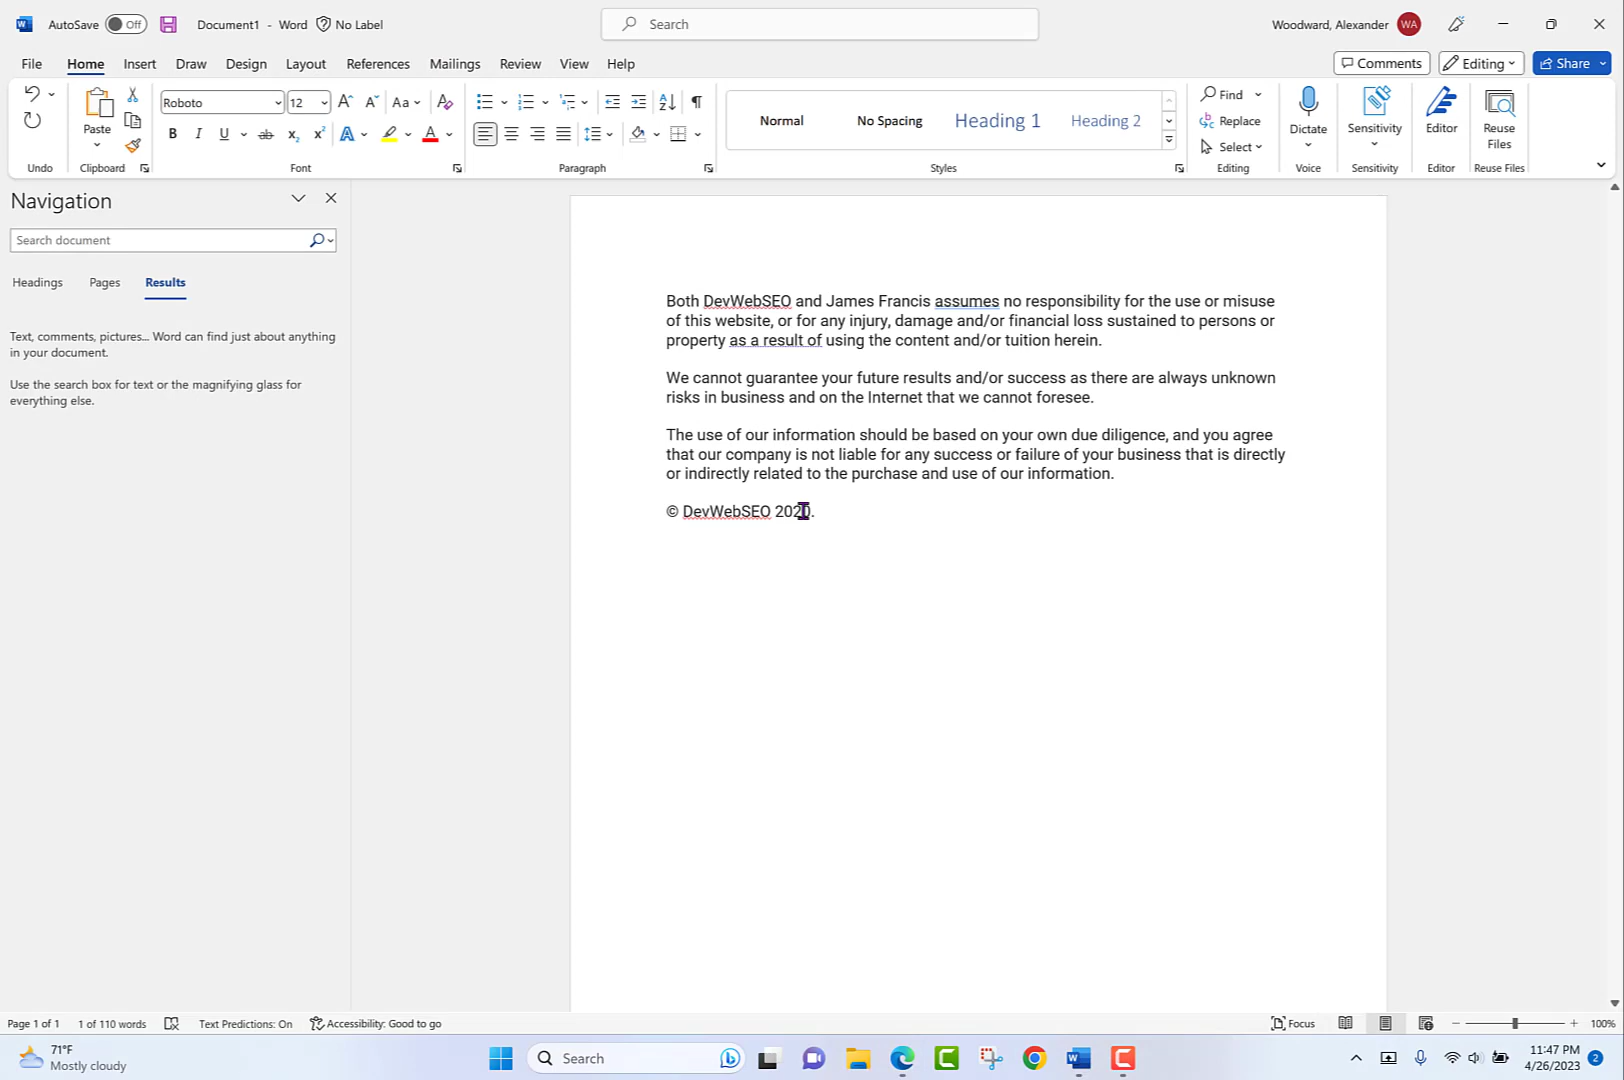 AutoSave Off Document1 - Word No Label Search Woodward, Alexander WA
File Home Insert Draw Design Layout References Mailings Review View Help Comments Editing Share
Roboto 12 Aa
Paste
B I U ab x₂ x² A A
Normal No Spacing Heading 1 Heading 2
Find
Replace
Select
Dictate Sensitivity Editor Reuse
Files
Undo Clipboard Font Paragraph Styles Editing Voice Sensitivity Editor Reuse Files
Navigation
Search document
Headings Pages Results
Text, comments, pictures... Word can find just about anything
in your document.
Use the search box for text or the magnifying glass for
everything else.
Both DevWebSEO and James Francis assumes no responsibility for the use or misuse
of this website, or for any injury, damage and/or financial loss sustained to persons or
property as a result of using the content and/or tuition herein.
We cannot guarantee your future results and/or success as there are always unknown
risks in business and on the Internet that we cannot foresee.
The use of our information should be based on your own due diligence, and you agree
that our company is not liable for any success or failure of your business that is directly
or indirectly related to the purchase and use of our information.
© DevWebSEO 2020.
Page 1 of 1 1 of 110 words Text Predictions: On Accessibility: Good to go Focus 100%
71°F
Mostly cloudy
Search
11:47 PM
4/26/2023
2